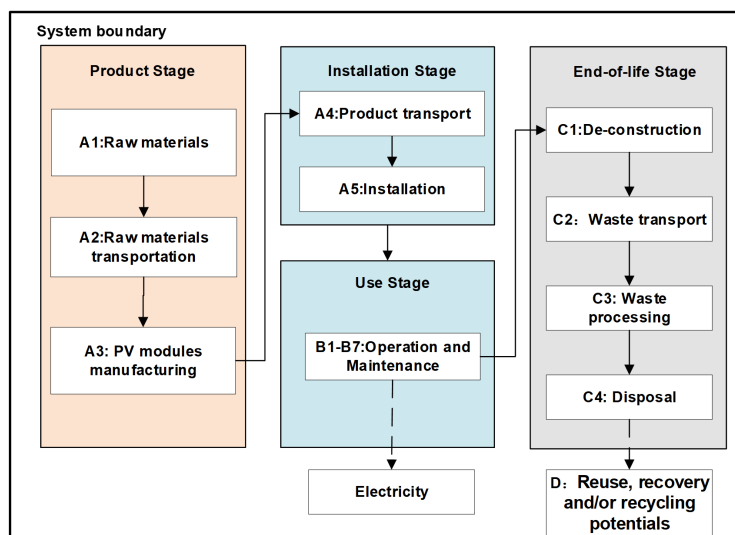 System boundary
Product Stage
A1:Raw materials
A2:Raw materials
transportation
A3: PV modules
manufacturing
Installation Stage
A4:Product transport
A5:Installation
Use Stage
B1-B7:Operation and
Maintenance
Electricity
End-of-life Stage
C1:De-construction
C2：Waste transport
C3: Waste
processing
C4: Disposal
D：Reuse, recovery
and/or recycling
potentials